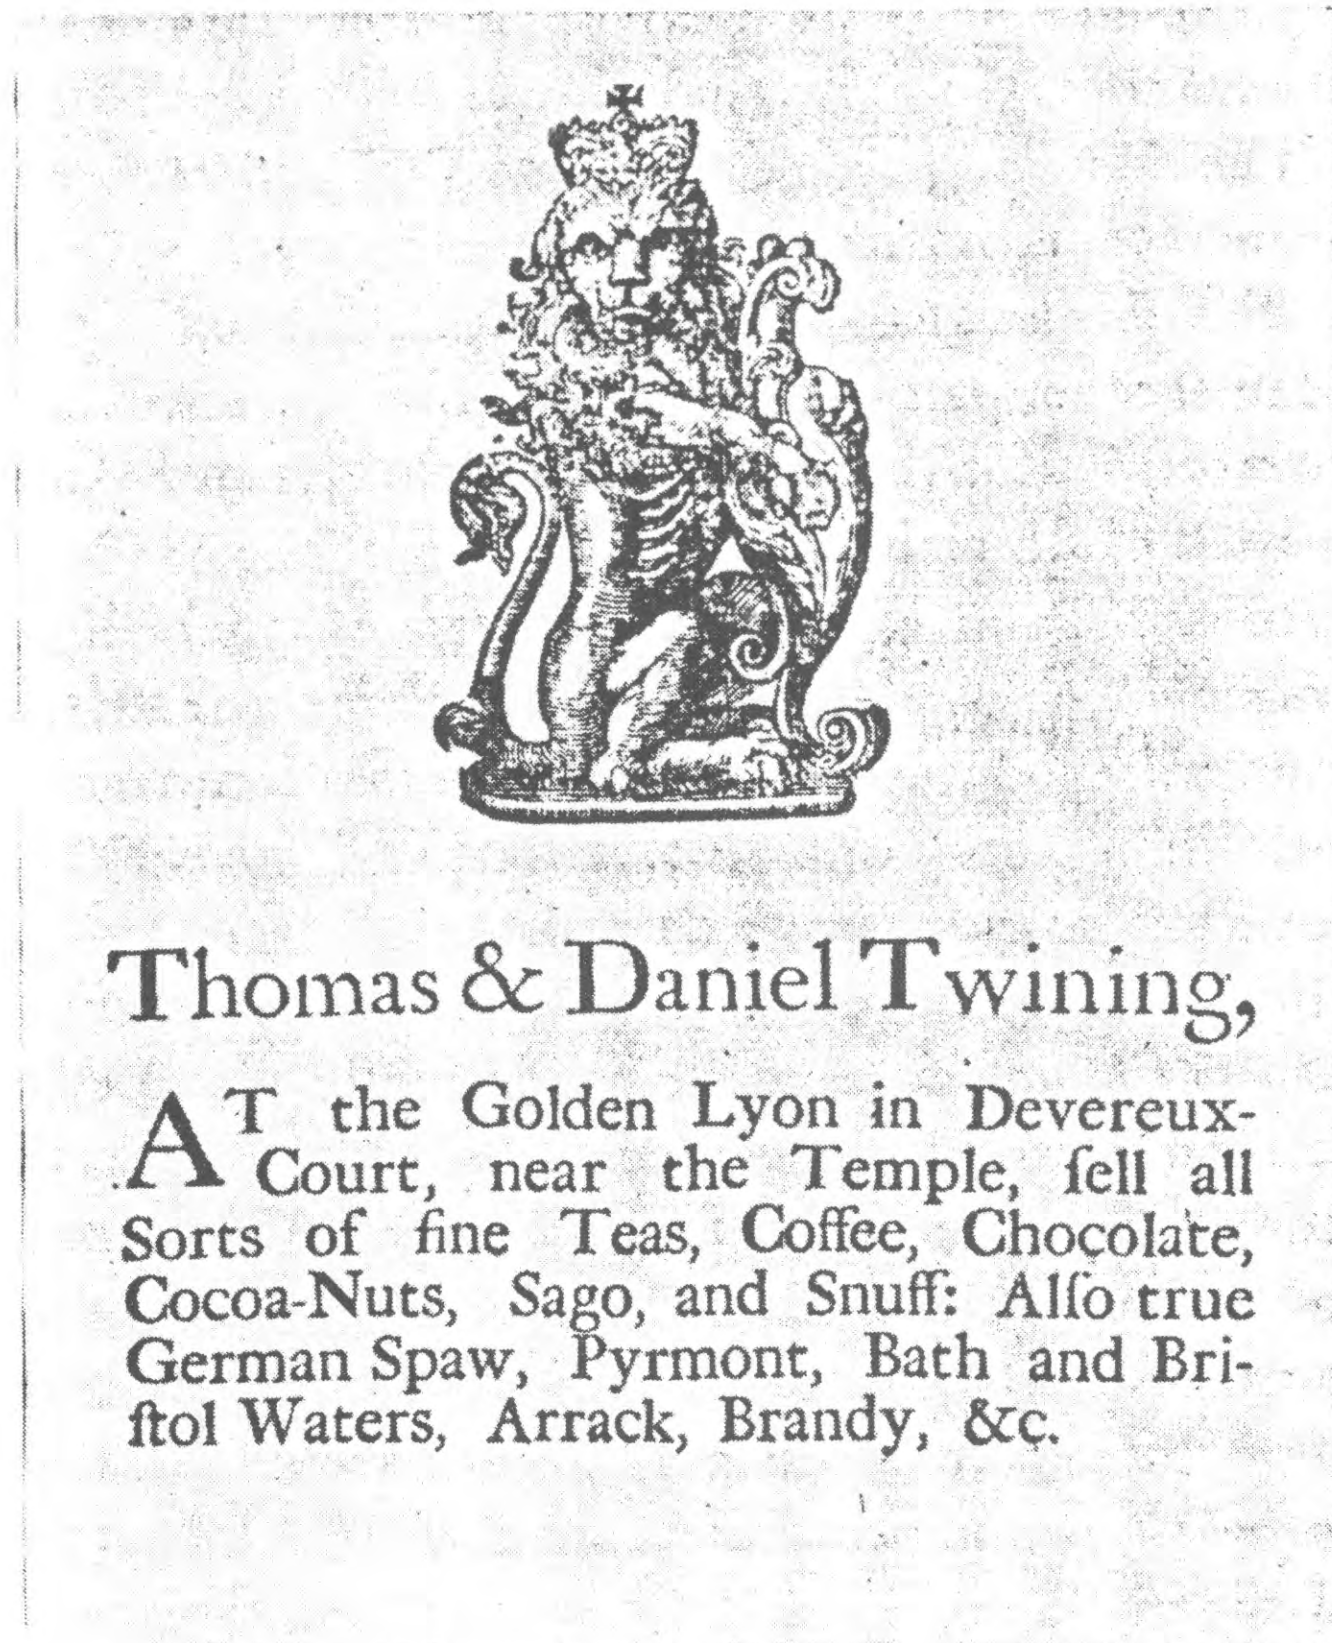 Thomas & Daniel Twining,
AT the Golden Lyon in Devereux-
Court, near the Temple, ſell all
Sorts of fine Teas, Coffee, Chocolate,
Cocoa-Nuts, Sago, and Snuff: Alſo true
German Spaw, Pyrmont, Bath and Bri-
ſtol Waters, Arrack, Brandy, &c.